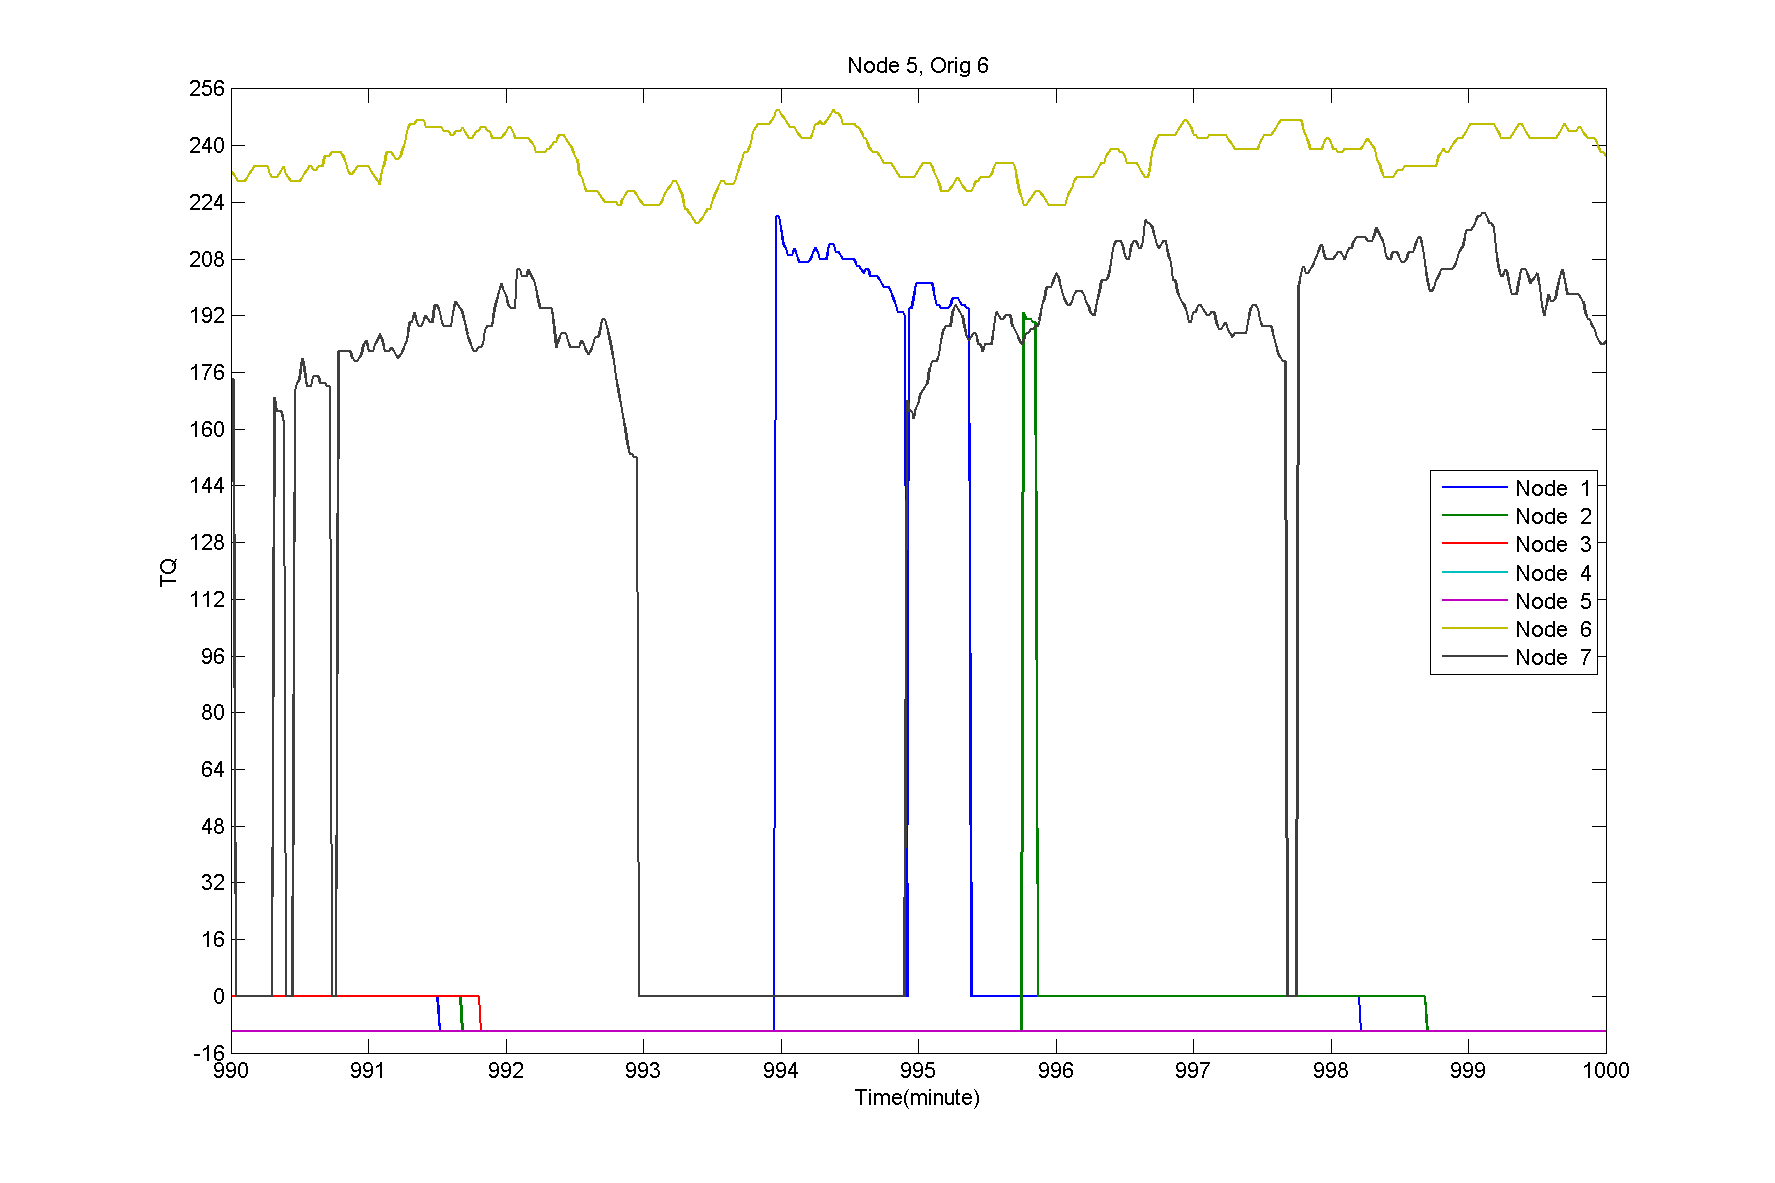 Node 5, Orig 6
256
240
224
208
192
176
160
144
128
112
96
80
64
48
32
16
0
-16
TQ
Node 1
Node 2
Node 3
Node 4
Node 5
Node 6
Node 7
990 991 992 993 994 995 996 997 998 999 1000
Time(minute)